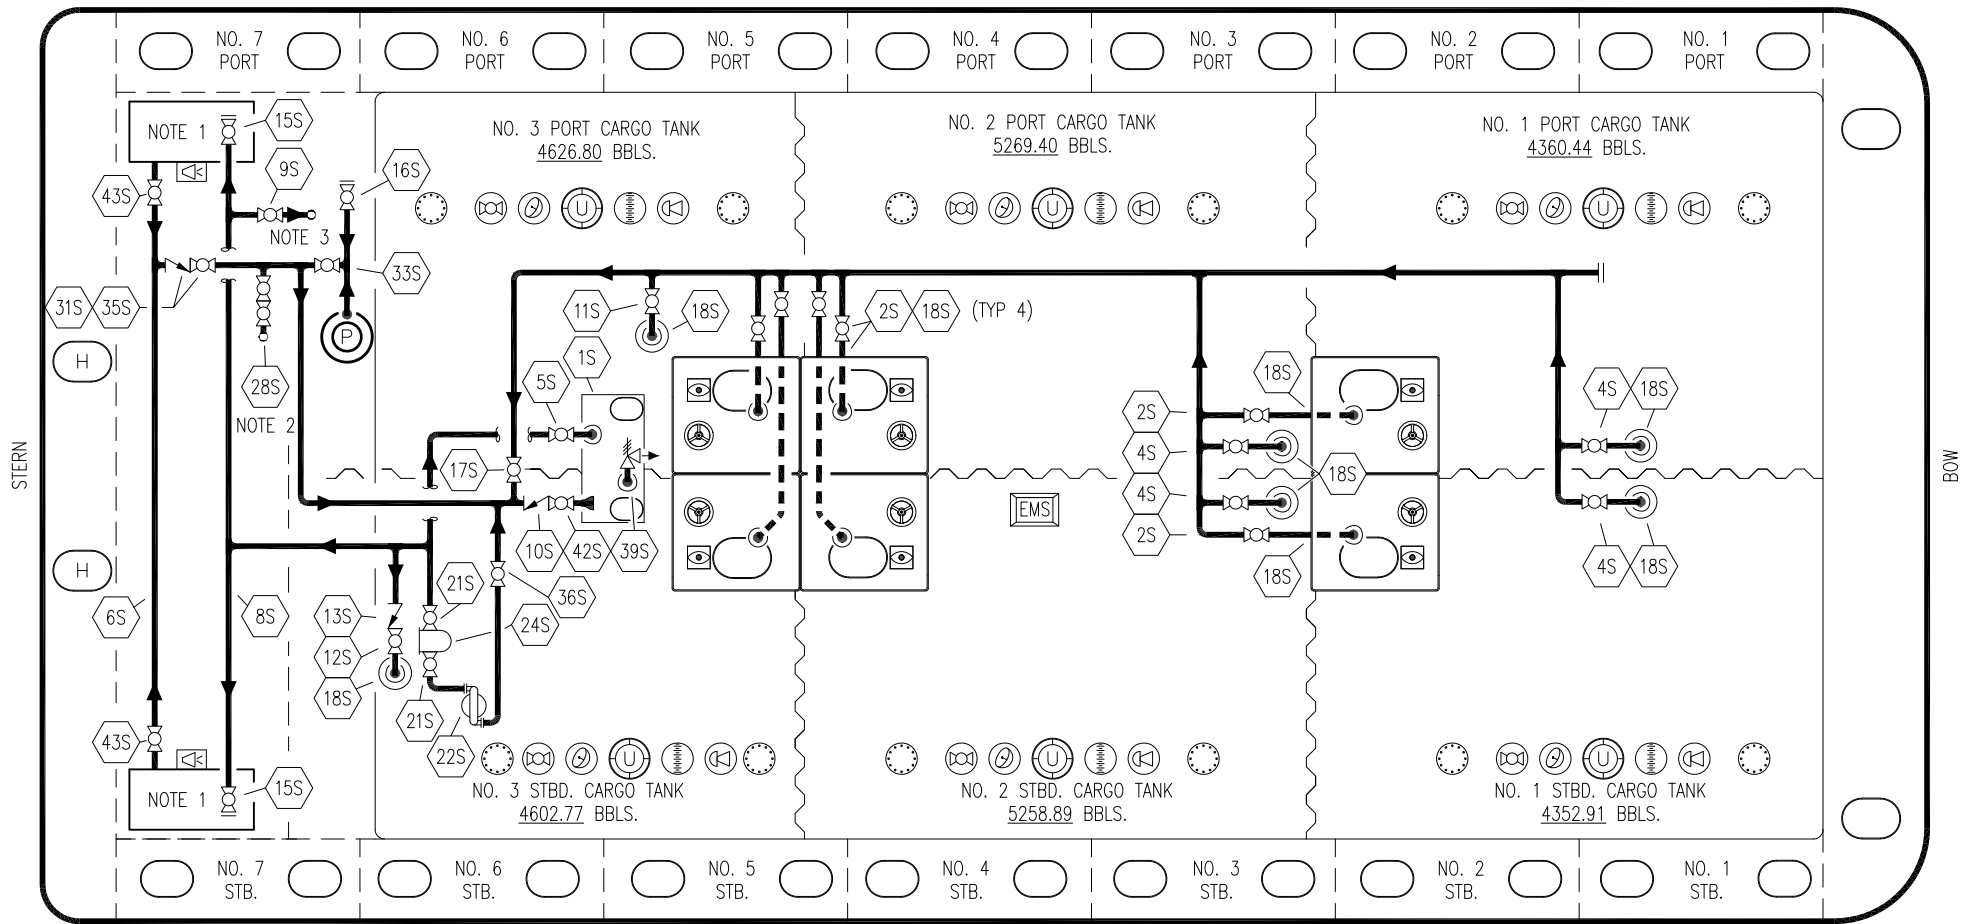 NO. 7
PORT
NO. 6
PORT
NO. 5
PORT
NO. 4
PORT
NO. 3
PORT
NO. 2
PORT
NO. 1
PORT
NOTE 1
15S
NO. 3 PORT CARGO TANK
4626.80 BBLS.
NO. 2 PORT CARGO TANK
5269.40 BBLS.
NO. 1 PORT CARGO TANK
4360.44 BBLS.
9S
16S
43S
U
U
U
NOTE 3
33S
31S
35S
11S
18S
2S
18S
(TYP 4)
P
H
1S
28S
5S
18S
4S
18S
2S
NOTE 2
4S
STERN
17S
18S
BOW
4S
EMS
2S
10S
42S
39S
H
18S
4S
18S
21S
36S
6S
8S
13S
24S
12S
18S
21S
43S
22S
U
U
U
15S
NOTE 1
NO. 3 STBD. CARGO TANK
4602.77 BBLS.
NO. 2 STBD. CARGO TANK
5258.89 BBLS.
NO. 1 STBD. CARGO TANK
4352.91 BBLS.
NO. 7
STB.
NO. 6
STB.
NO. 5
STB.
NO. 4
STB.
NO. 3
STB.
NO. 2
STB.
NO. 1
STB.